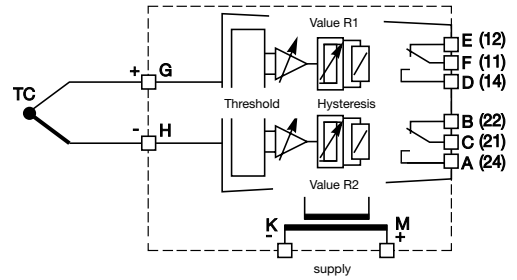 Value R1
E (12)
F (11)
D (14)
+ G
TC
Threshold Hysteresis
B (22)
C (21)
A (24)
- H
Value R2
K M
- +
supply